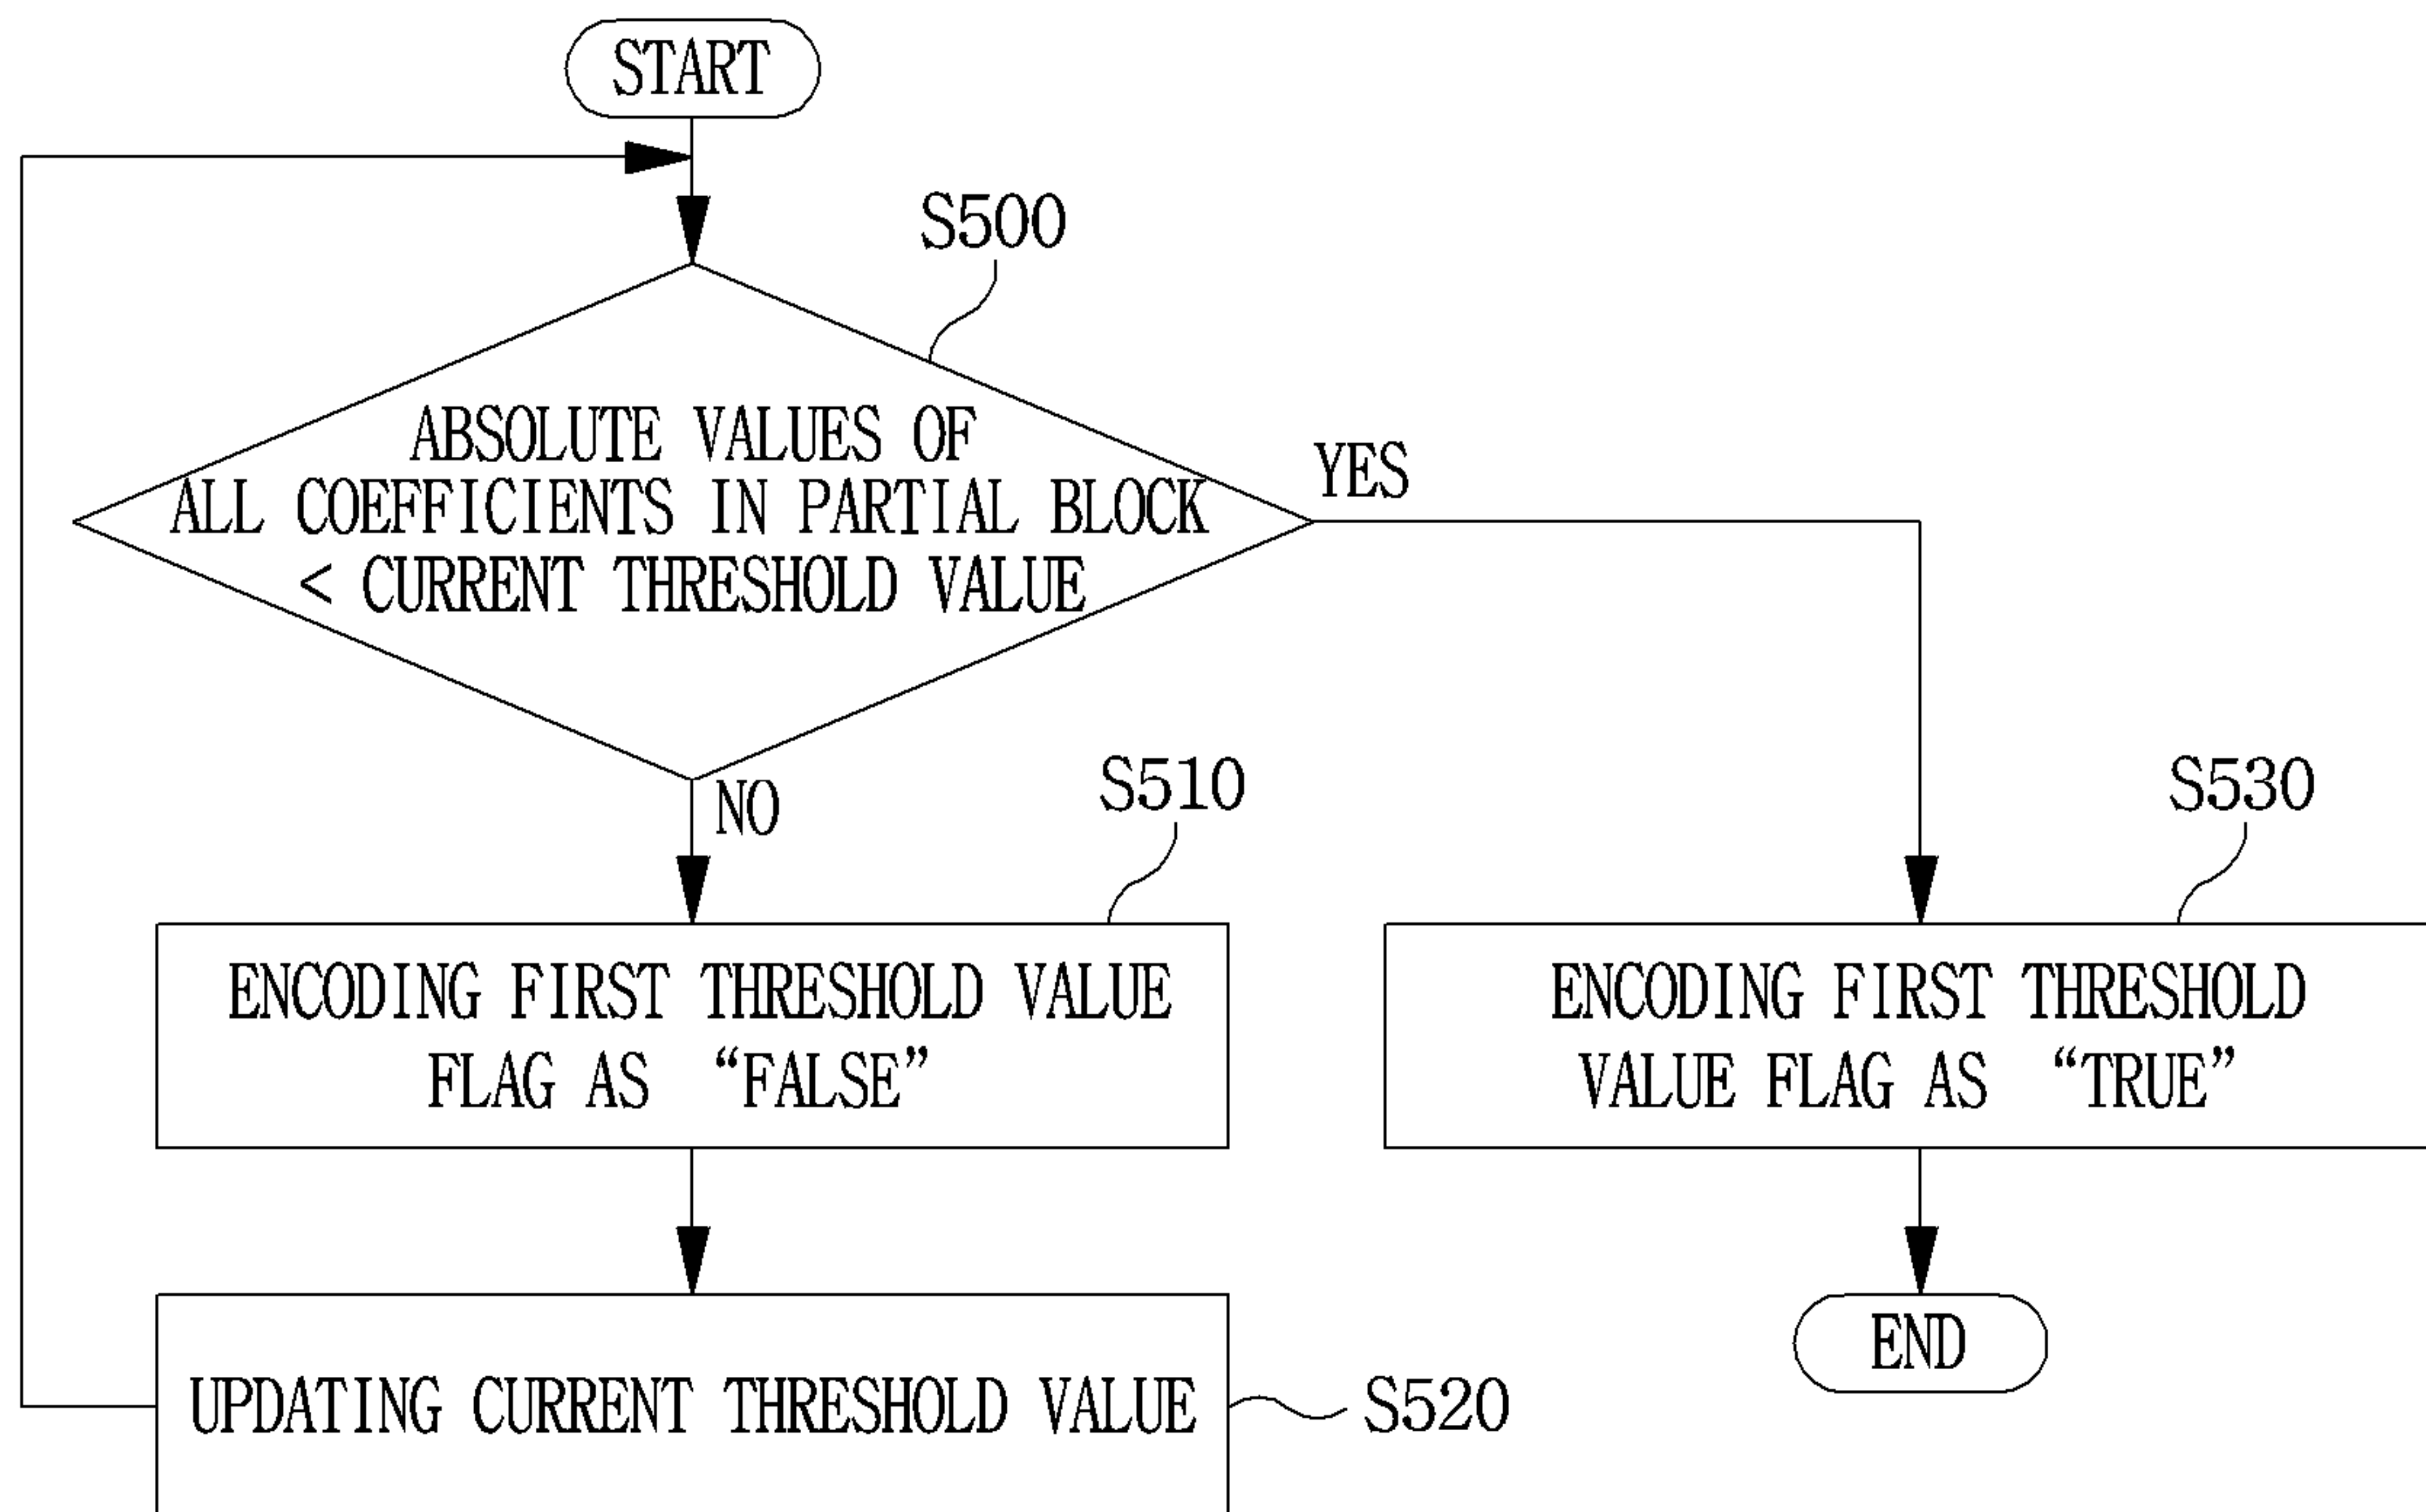 START
S500
ABSOLUTE VALUES OF
ALL COEFFICIENTS IN PARTIAL BLOCK
< CURRENT THRESHOLD VALUE
YES
NO
S510
S530
ENCODING FIRST THRESHOLD VALUE
FLAG AS “FALSE”
ENCODING FIRST THRESHOLD
VALUE FLAG AS “TRUE”
END
UPDATING CURRENT THRESHOLD VALUE
S520